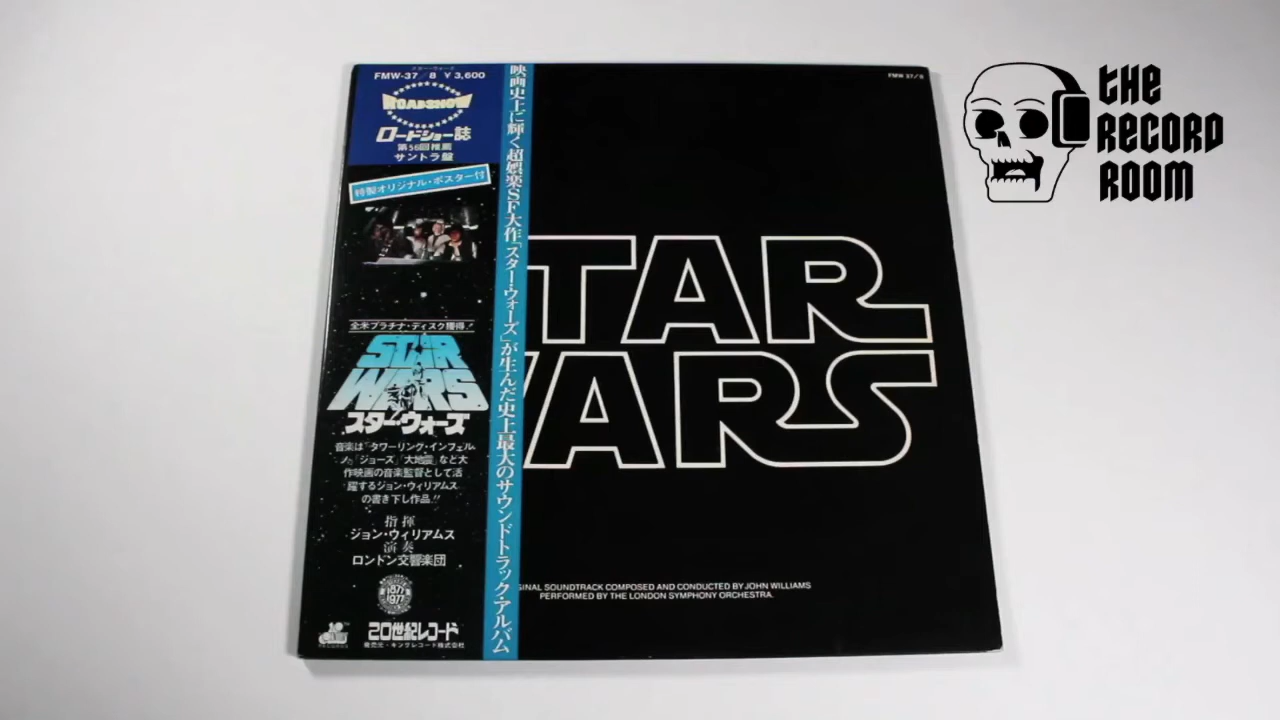 スター・ウォーズ
FMW-37/8 ¥3,600
ROADSHOW
ロードショー誌
第56回推薦
サントラ盤
特製オリジナル・ポスター付
全米プラチナ・ディスク獲得!!
STAR
WARS
スター・ウォーズ
音楽は「タワーリング・インフェル
ノ」「ジョーズ」「大地震」など大
作映画の音楽監督として活
躍するジョン・ウィリアムス
の書き下し作品!!
指揮
ジョン・ウィリアムス
演奏
ロンドン交響楽団
1877
1977
20世紀レコード
発売元・キングレコード株式会社
RECORDS
映画史上に輝く超娯楽SF大作「スター・ウォーズ」が生んだ史上最大のサウンドトラック・アルバム
FMW 37/8
TAR
WARS
GINAL SOUNDTRACK COMPOSED AND CONDUCTED BY JOHN WILLIAMS
PERFORMED BY THE LONDON SYMPHONY ORCHESTRA.
THE
RECORD
ROOM